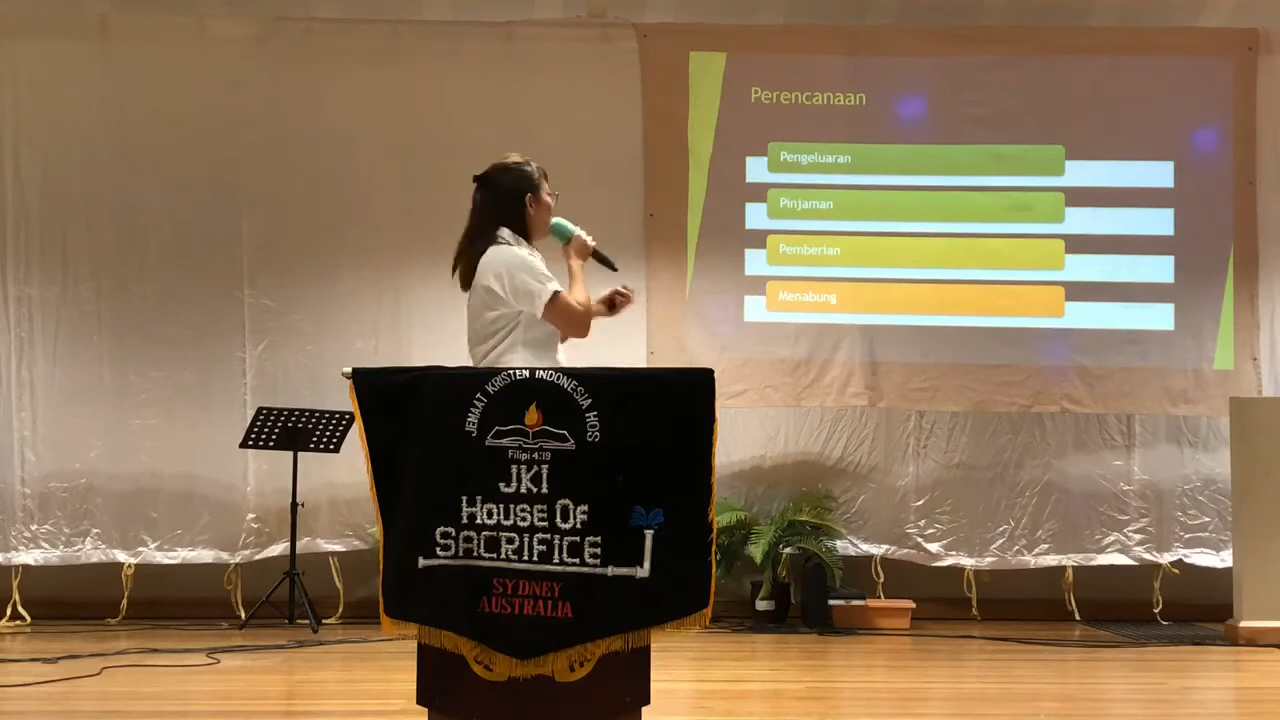 Perencanaan
Pengeluaran
Pinjaman
Pemberian
Menabung
JEMAAT KRISTEN INDONESIA HOS
Filipi 4:19
JKI
HOUSE OF
SACRIFICE
SYDNEY
AUSTRALIA